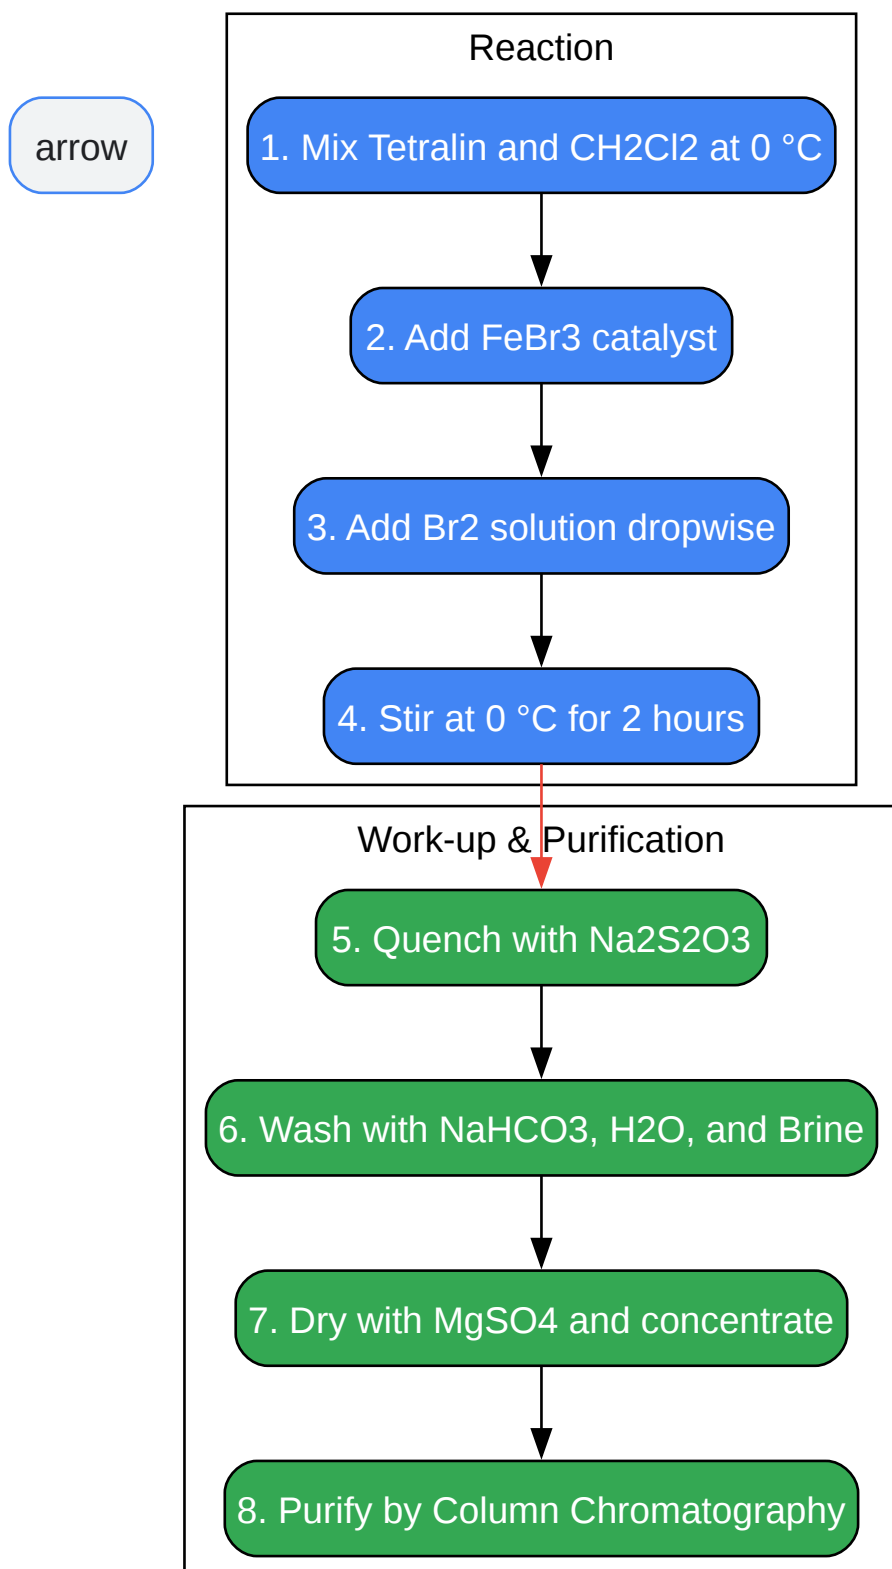 Reaction
arrow
1. Mix Tetralin and CH2Cl2 at 0 °C
2. Add FeBr3 catalyst
3. Add Br2 solution dropwise
4. Stir at 0 °C for 2 hours
Work-up & Purification
5. Quench with Na2S2O3
6. Wash with NaHCO3, H2O, and Brine
7. Dry with MgSO4 and concentrate
8. Purify by Column Chromatography